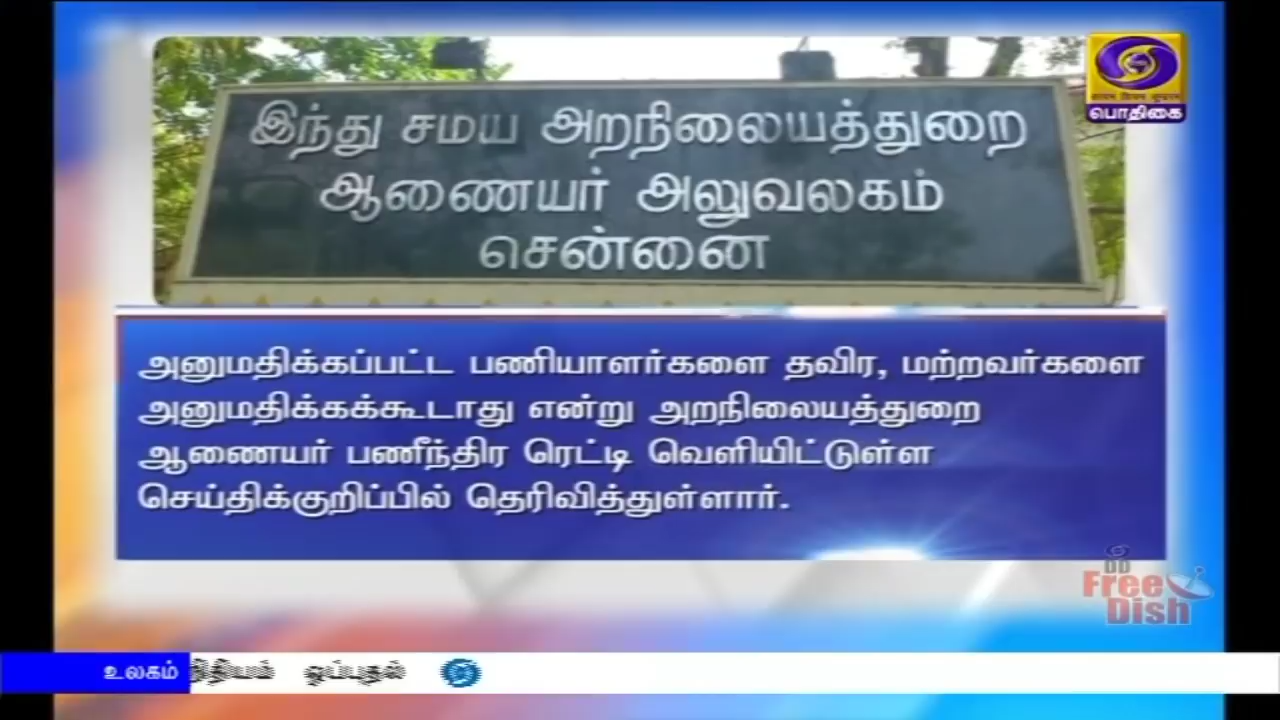 இந்து சமய அறநிலையத்துறை
ஆணையர் அலுவலகம்
சென்னை
பொதிகை
அனுமதிக்கப்பட்ட பணியாளர்களை தவிர, மற்றவர்களை
அனுமதிக்கக்கூடாது என்று அறநிலையத்துறை
ஆணையர் பணீந்திர ரெட்டி வெளியிட்டுள்ள
செய்திக்குறிப்பில் தெரிவித்துள்ளார்.
DD
Free
Dish
உலகம் நிதியம் ஒப்புதல்